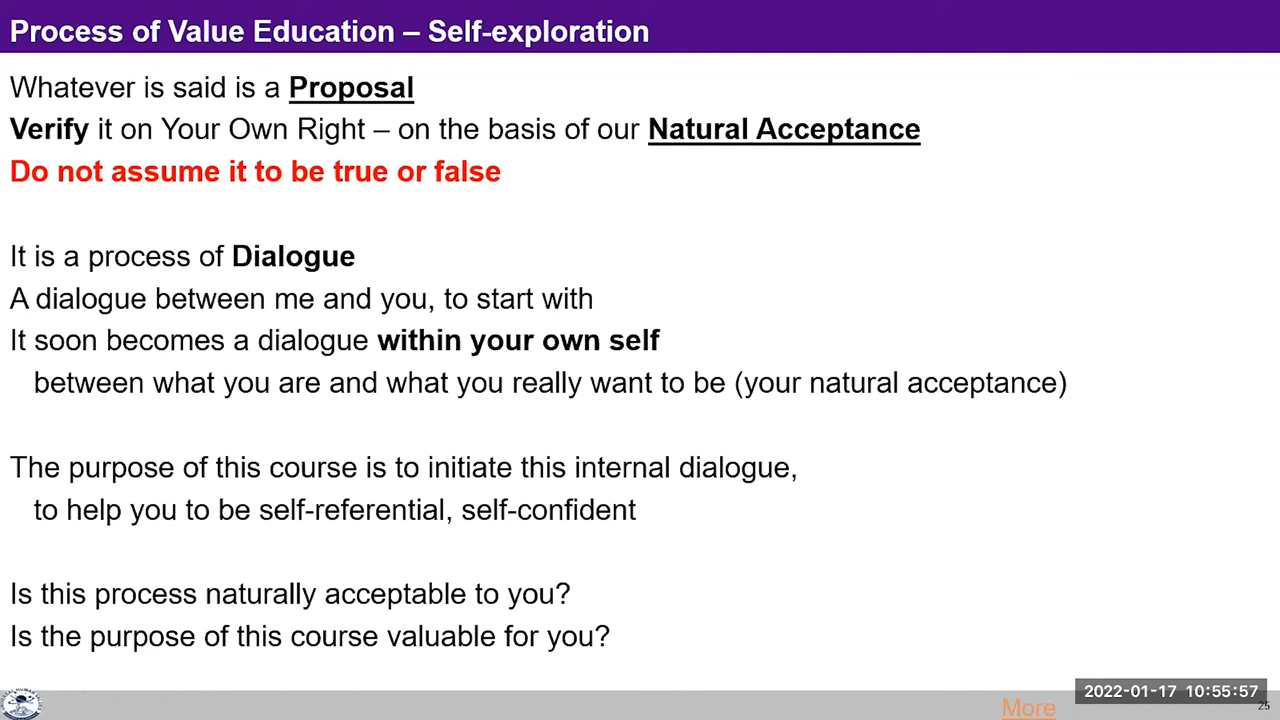 Process of Value Education – Self-exploration
Whatever is said is a Proposal
Verify it on Your Own Right – on the basis of our Natural Acceptance
Do not assume it to be true or false
It is a process of Dialogue
A dialogue between me and you, to start with
It soon becomes a dialogue within your own self
between what you are and what you really want to be (your natural acceptance)
The purpose of this course is to initiate this internal dialogue,
to help you to be self-referential, self-confident
Is this process naturally acceptable to you?
Is the purpose of this course valuable for you?
2022-01-17 10:55:57
More
25